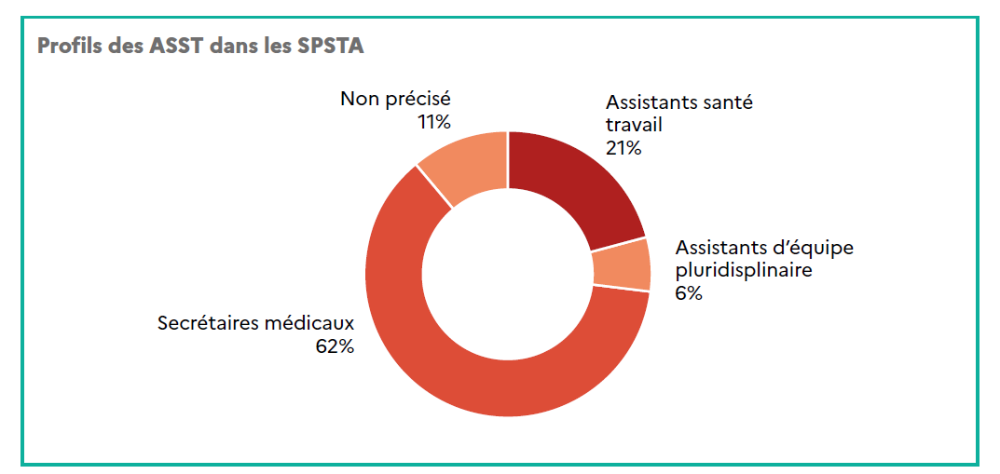 Profils des ASST dans les SPSTA
Non précisé
11%
Assistants santé
travail
21%
Assistants d’équipe
pluridisplinaire
6%
Secrétaires médicaux
62%